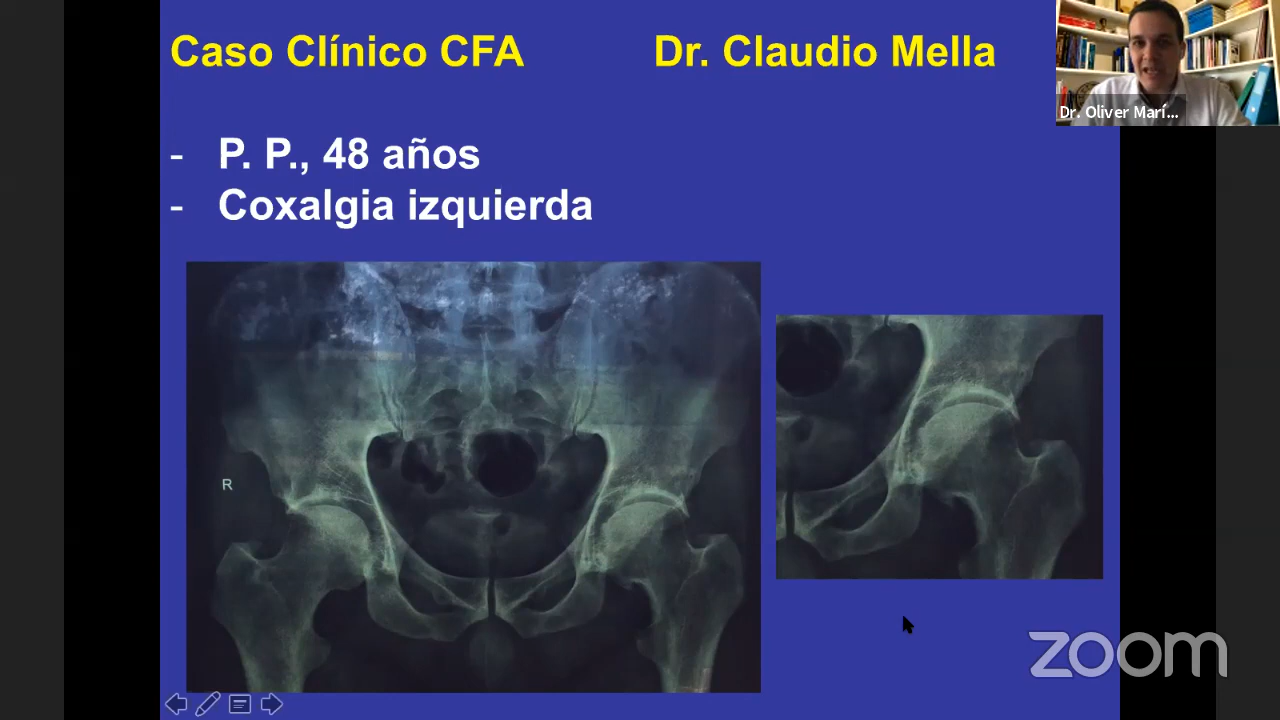 Caso Clínico CFA Dr. Claudio Mella
Dr. Oliver Marí...
- P. P., 48 años
- Coxalgia izquierda
R
zoom